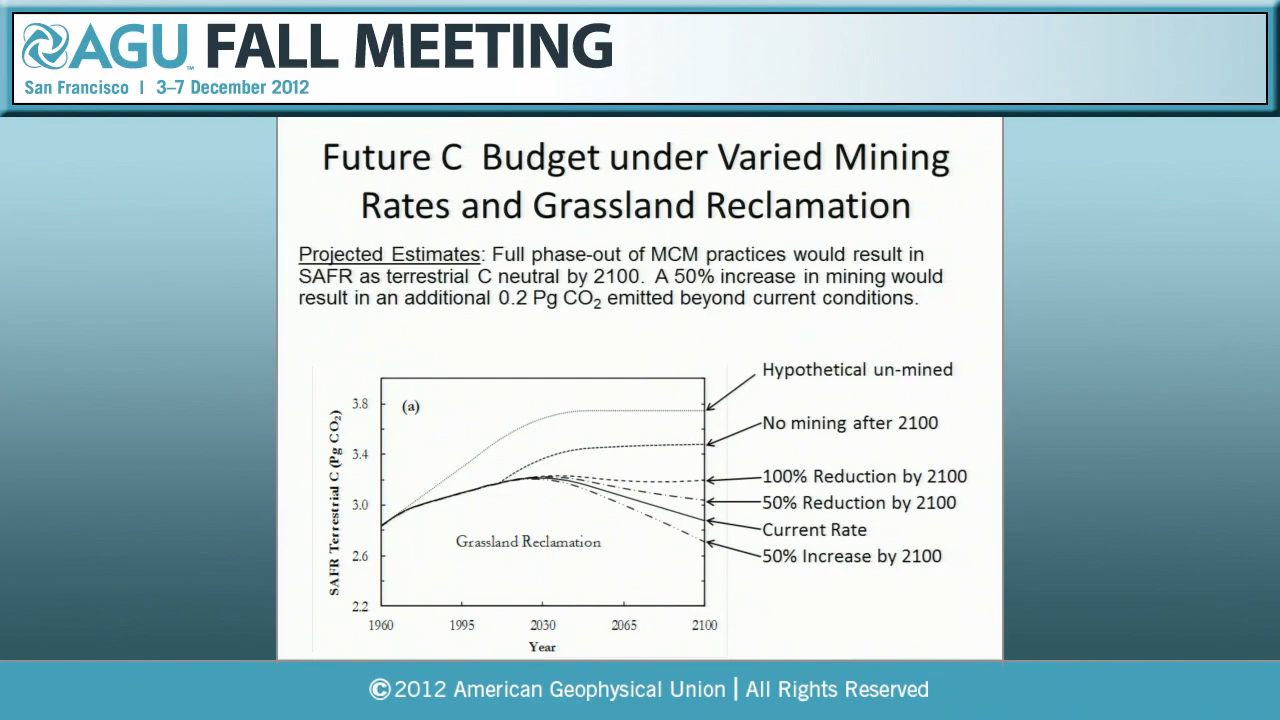 AGU™ FALL MEETING
San Francisco | 3–7 December 2012
Future C Budget under Varied Mining
Rates and Grassland Reclamation
Projected Estimates: Full phase-out of MCM practices would result in
SAFR as terrestrial C neutral by 2100. A 50% increase in mining would
result in an additional 0.2 Pg CO₂ emitted beyond current conditions.
Hypothetical un-mined
No mining after 2100
100% Reduction by 2100
50% Reduction by 2100
Current Rate
50% Increase by 2100
SAFR Terrestrial C (Pg CO₂)
3.8
3.4
3.0
2.6
2.2
(a)
Grassland Reclamation
1960 1995 2030 2065 2100
Year
©2012 American Geophysical Union | All Rights Reserved